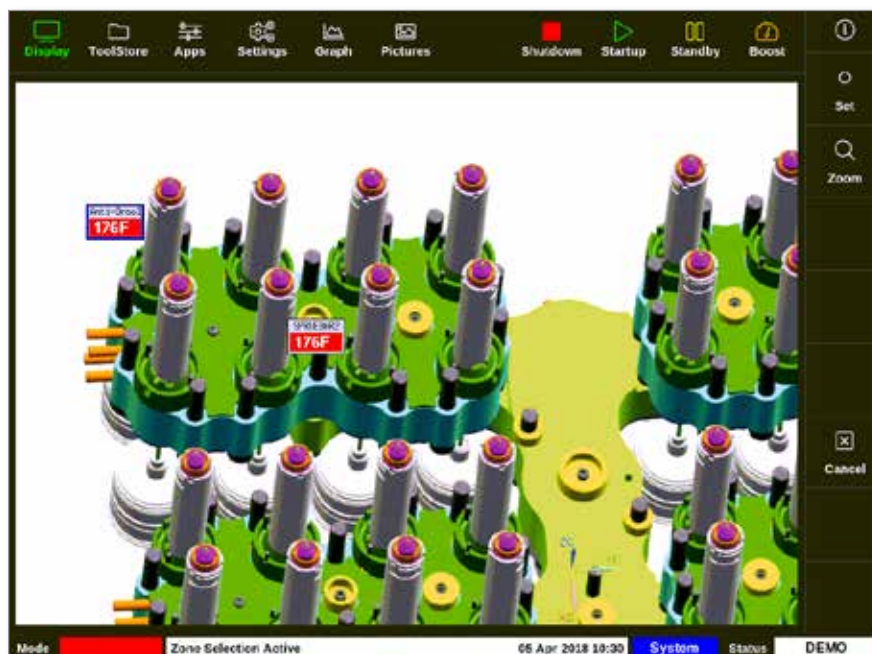 Display ToolStore Apps Settings Graph Pictures Shutdown Startup Standby Boost
Set
Zoom
176F
176F
Cancel
Mode Zone Selection Active 05 Apr 2018 10:30 System Status DEMO